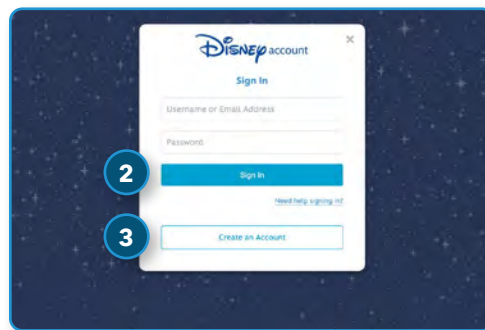 Disney account
Sign In
Username or Email Address
Password
2
Sign In
Need help signing in?
3
Create an Account